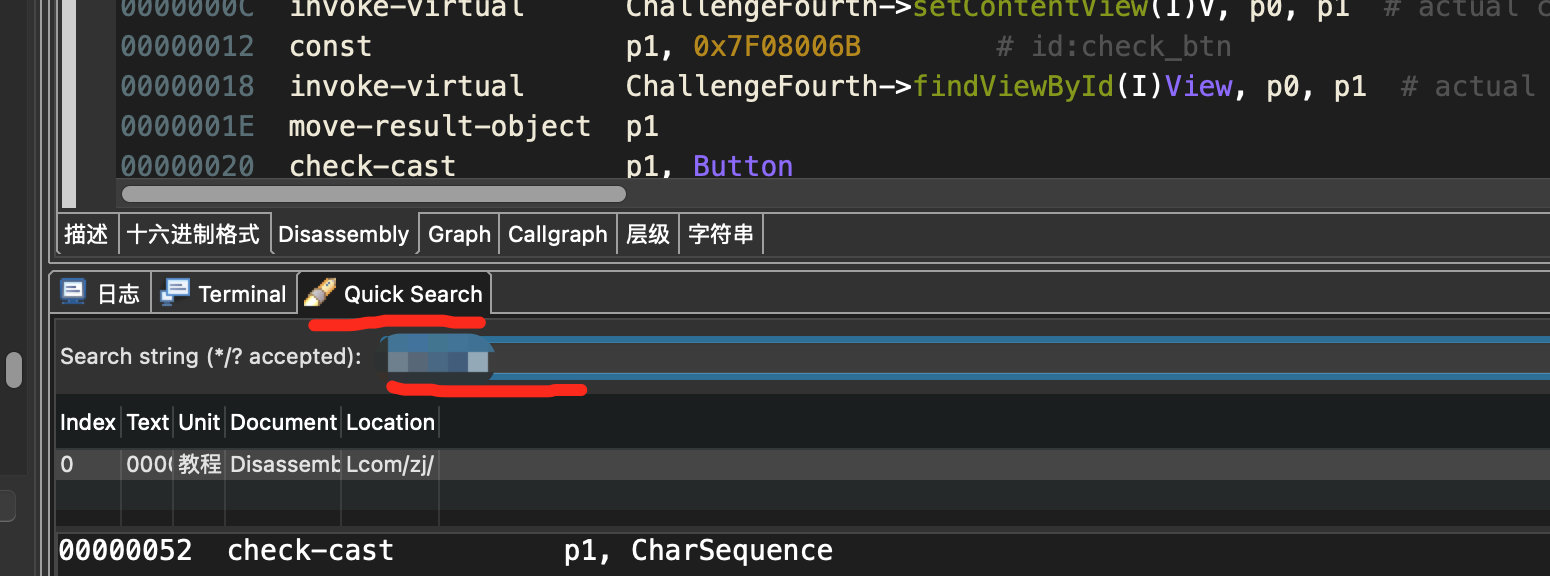 0000000C invoke-virtual ChallengeFourth->setContentView(I)V, p0, p1 # actual c
00000012 const p1, 0x7F08006B # id:check_btn
00000018 invoke-virtual ChallengeFourth->findViewById(I)View, p0, p1 # actual
0000001E move-result-object p1
00000020 check-cast p1, Button
描述 十六进制格式 Disassembly Graph Callgraph 层级 字符串
日志 Terminal Quick Search
Search string (*/? accepted):
Index Text Unit Document Location
0 000 教程 Disassemb Lcom/zj/
00000052 check-cast p1, CharSequence